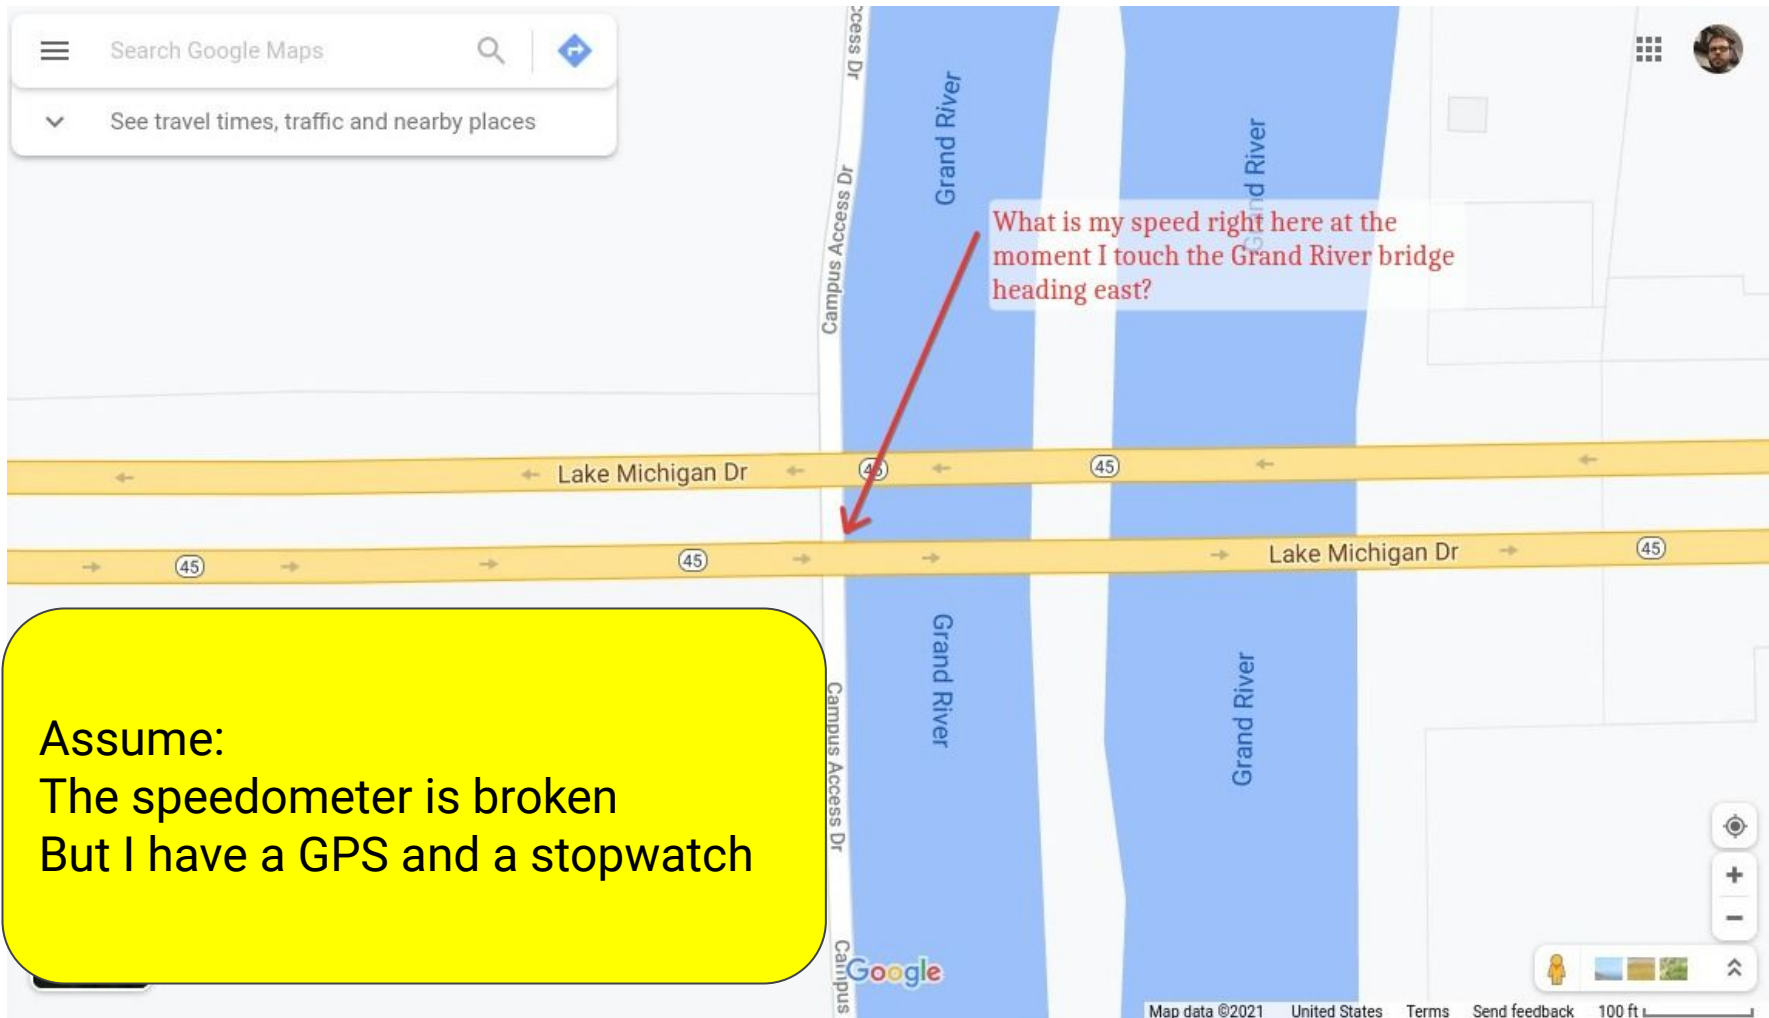 Search Google Maps
See travel times, traffic and nearby places
ccess Dr
Grand River
Grand River
Campus Access Dr
What is my speed right here at the
moment I touch the Grand River bridge
heading east?
Lake Michigan Dr
45
45
45
45
Lake Michigan Dr
45
Grand River
Grand River
Campus Access Dr
Assume:
The speedometer is broken
But I have a GPS and a stopwatch
Campus
Google
Map data ©2021 United States Terms Send feedback 100 ft